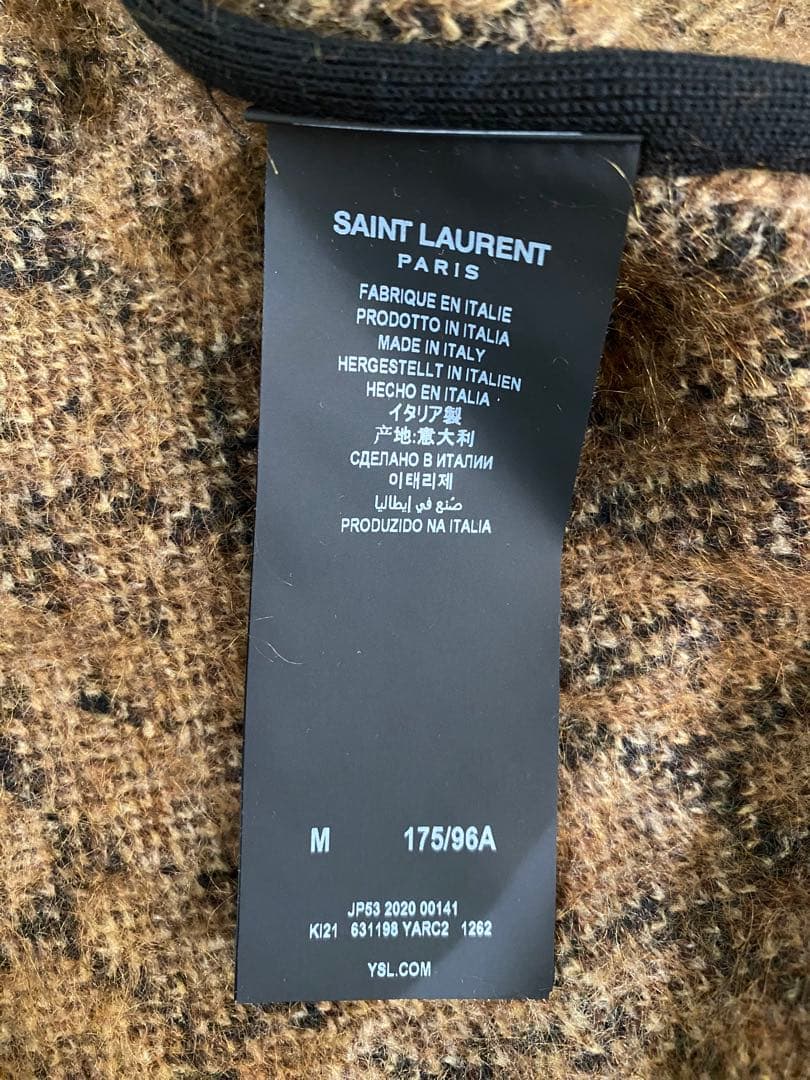 SAINT LAURENT
PARIS
FABRIQUE EN ITALIE
PRODOTTO IN ITALIA
MADE IN ITALY
HERGESTELLT IN ITALIEN
HECHO EN ITALIA
イタリア製
产地:意大利
СДЕЛАНО В ИТАЛИИ
이태리제
صُنع في إيطاليا
PRODUZIDO NA ITALIA
M 175/96A
JP53 2020 00141
KI21 631198 YARC2 1262
YSL.COM